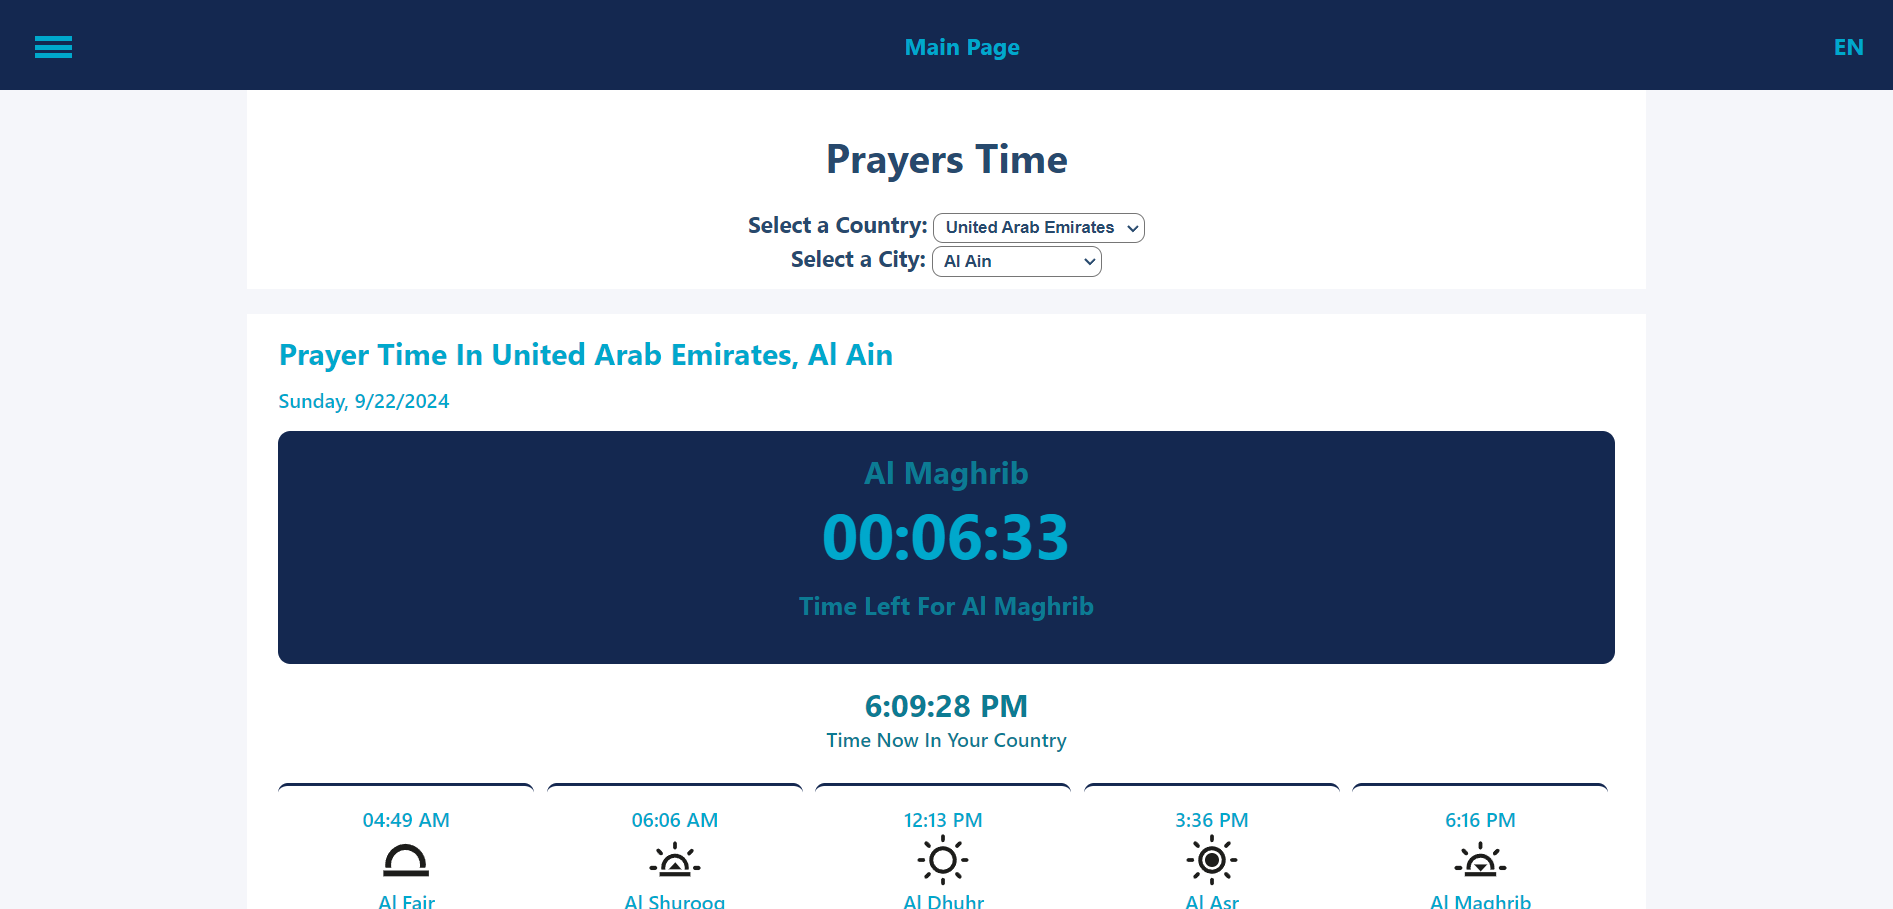 Main Page
EN
Prayers Time
Select a Country: United Arab Emirates
Select a City: Al Ain
Prayer Time In United Arab Emirates, Al Ain
Sunday, 9/22/2024
Al Maghrib
00:06:33
Time Left For Al Maghrib
6:09:28 PM
Time Now In Your Country
04:49 AM 06:06 AM 12:13 PM 3:36 PM 6:16 PM
Al Fajr Al Shurooq Al Dhuhr Al Asr Al Maghrib